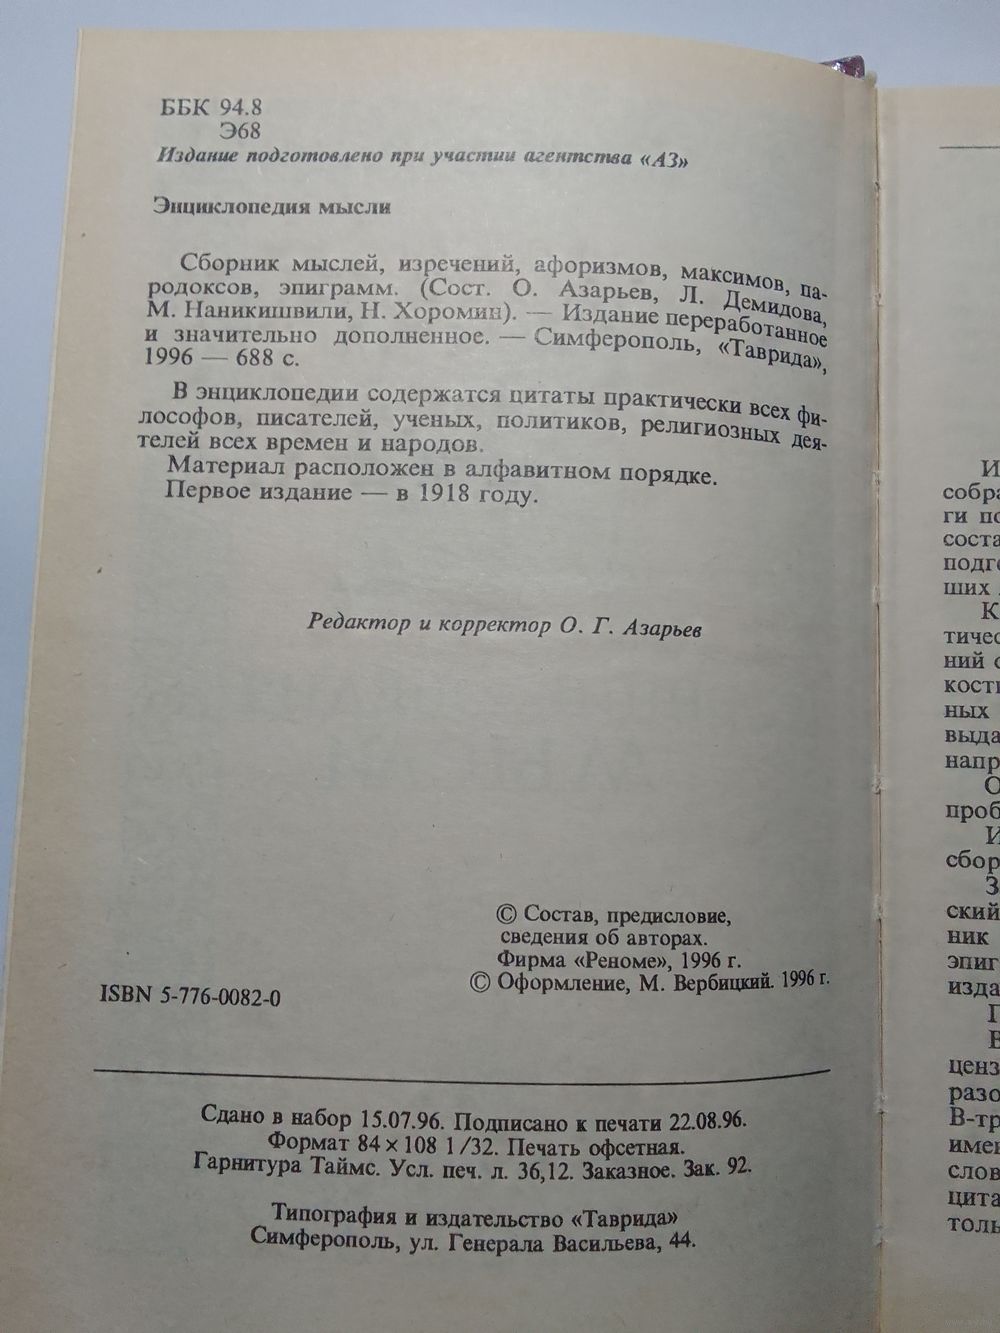 ББК 94.8
Э68
Издание подготовлено при участии агентства «АЗ»
Энциклопедия мысли
Сборник мыслей, изречений, афоризмов, максимов, па-
родоксов, эпиграмм. (Сост. О. Азарьев, Л. Демидова,
М. Наникишвили, Н. Хоромин). — Издание переработанное
и значительно дополненное. — Симферополь, «Таврида»,
1996 — 688 с.
В энциклопедии содержатся цитаты практически всех фи-
лософов, писателей, ученых, политиков, религиозных дея-
телей всех времен и народов.
Материал расположен в алфавитном порядке.
Первое издание — в 1918 году.
Редактор и корректор О. Г. Азарьев
© Состав, предисловие,
сведения об авторах.
Фирма «Реноме», 1996 г.
© Оформление, М. Вербицкий. 1996 г.
ISBN 5-776-0082-0
Сдано в набор 15.07.96. Подписано к печати 22.08.96.
Формат 84×108 1/32. Печать офсетная.
Гарнитура Таймс. Усл. печ. л. 36,12. Заказное. Зак. 92.
Типография и издательство «Таврида»
Симферополь, ул. Генерала Васильева, 44.